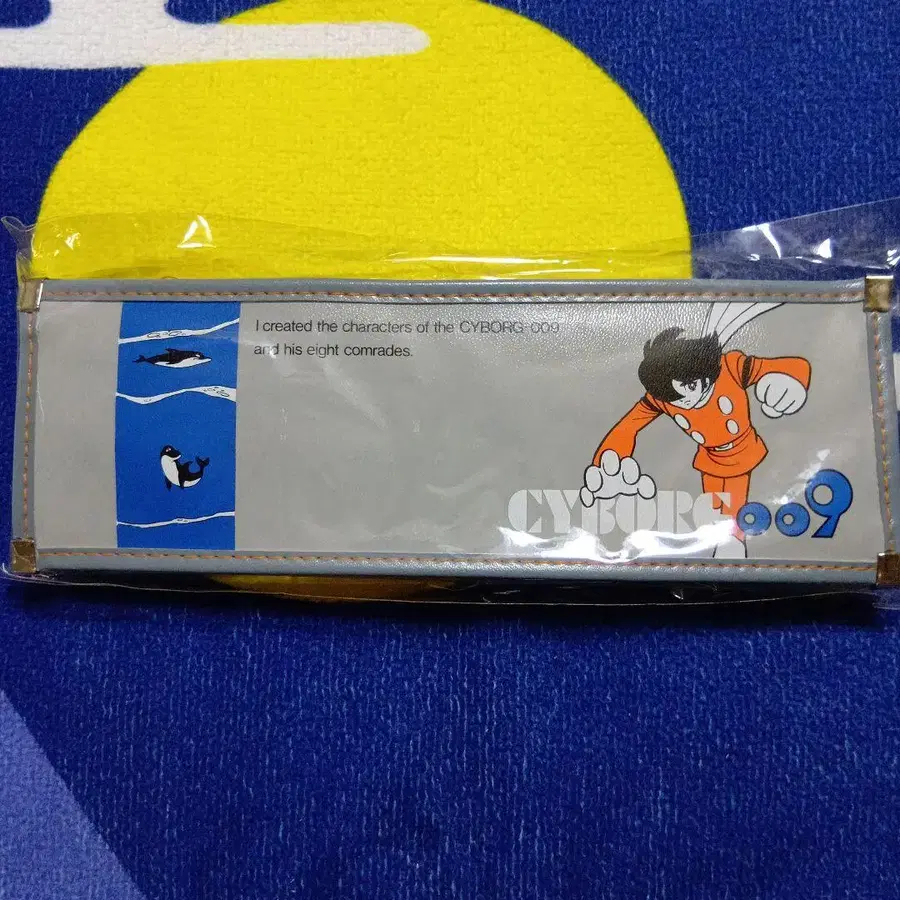 I created the characters of the CYBORG 009
and his eight comrades.
CYBORG 009